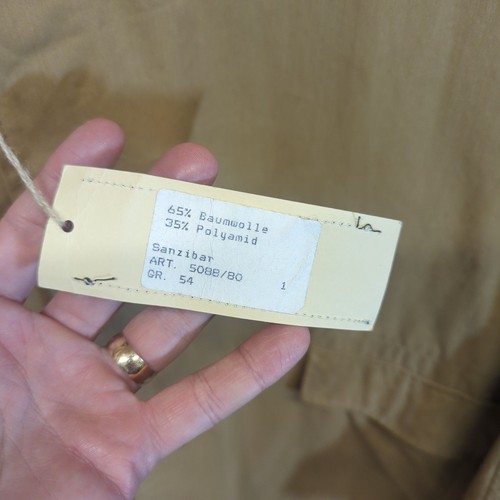 65% Baumwolle
35% Polyamid
Sanzibar
ART. 5088/80
GR. 54
1